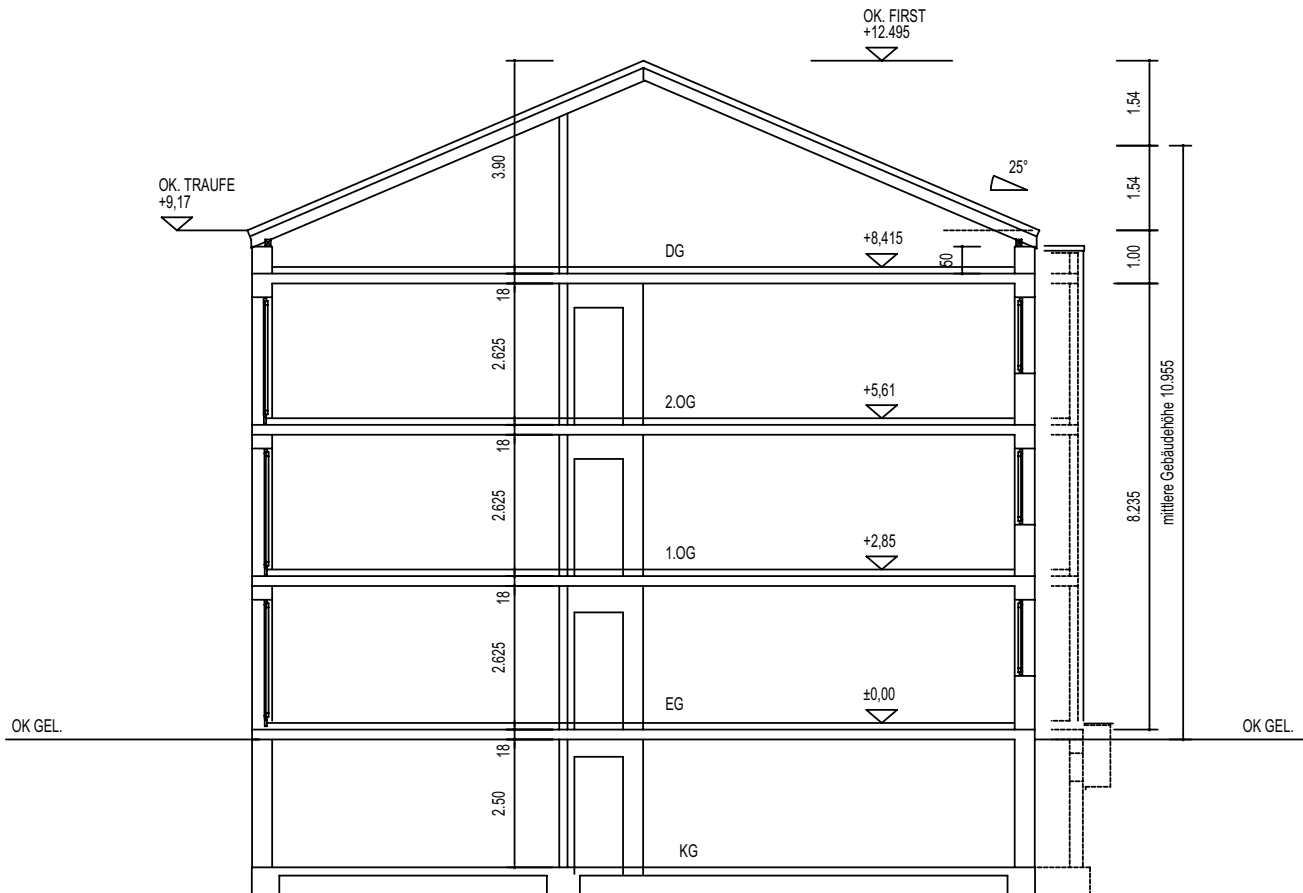 OK. FIRST
+12.495
1.54
3.90
25°
1.54
OK. TRAUFE
+9,17
DG
+8,415
50
1.00
18
2.625
2.OG
+5,61
mittlere Gebäudehöhe 10.955
18
2.625
8.235
1.OG
+2,85
18
2.625
EG
±0,00
OK GEL.
OK GEL.
18
2.50
KG